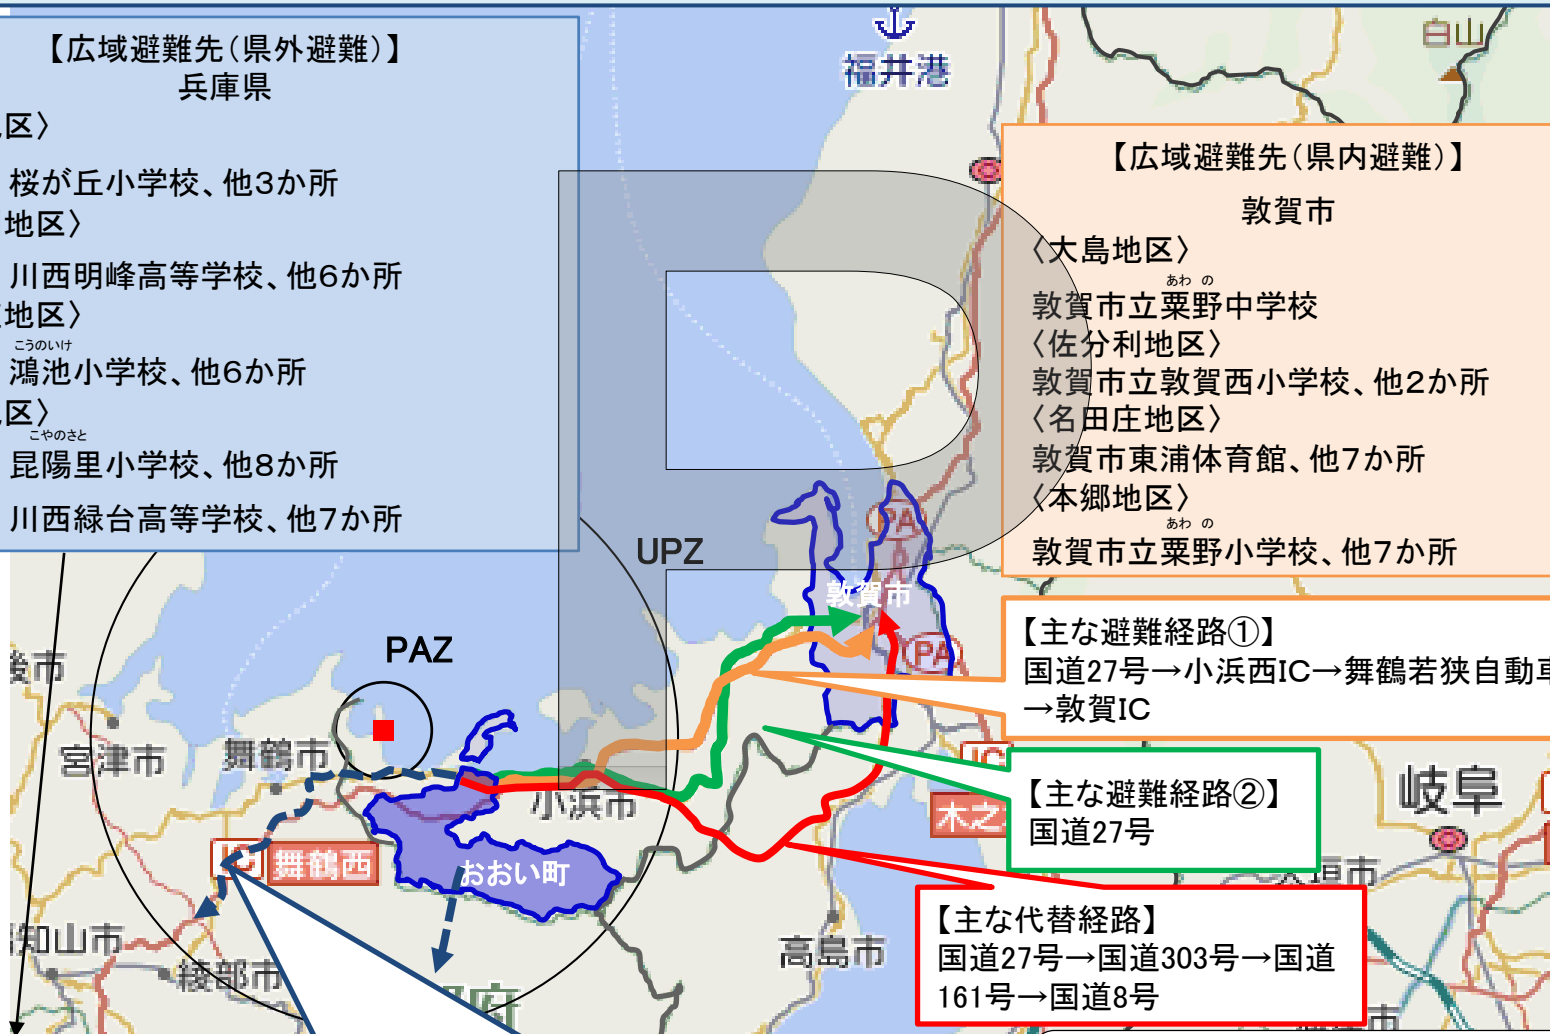 【広域避難先(県外避難)】
兵庫県
区〉
桜が丘小学校、他3か所
地区〉
川西明峰高等学校、他6か所
地区〉
こうのいけ
鴻池小学校、他6か所
区〉
こやのさと
昆陽里小学校、他8か所
川西緑台高等学校、他7か所
福井港
白山
【広域避難先(県内避難)】
敦賀市
〈大島地区〉
あわ の
敦賀市立粟野中学校
〈佐分利地区〉
敦賀市立敦賀西小学校、他2か所
〈名田庄地区〉
敦賀市東浦体育館、他7か所
〈本郷地区〉
あわ の
敦賀市立粟野小学校、他7か所
UPZ
PA
敦賀市
PA
PAZ
【主な避難経路①】
国道27号→小浜西IC→舞鶴若狭自動車
→敦賀IC
後市
宮津市
舞鶴市
小浜市
IC
木之
【主な避難経路②】
国道27号
岐阜
IC
舞鶴西
おおい町
垣市
【主な代替経路】
国道27号→国道303号→国道
161号→国道8号
知山市
綾部市
高島市
府
市